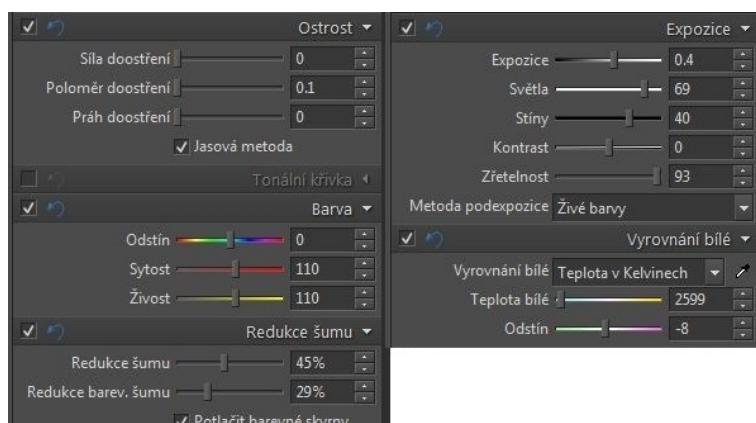 Ostrost
Síla doostření 0
Poloměr doostření 0.1
Práh doostření 0
Jasová metoda
Tonální křivka
Barva
Odstín 0
Sytost 110
Živost 110
Redukce šumu
Redukce šumu 45%
Redukce barev. šumu 29%
Potlačit barevné skvrny
Expozice
Expozice 0.4
Světla 69
Stíny 40
Kontrast 0
Zřetelnost 93
Metoda podexpozice Živé barvy
Vyrovnání bílé
Vyrovnání bílé Teplota v Kelvinech
Teplota bílé 2599
Odstín -8